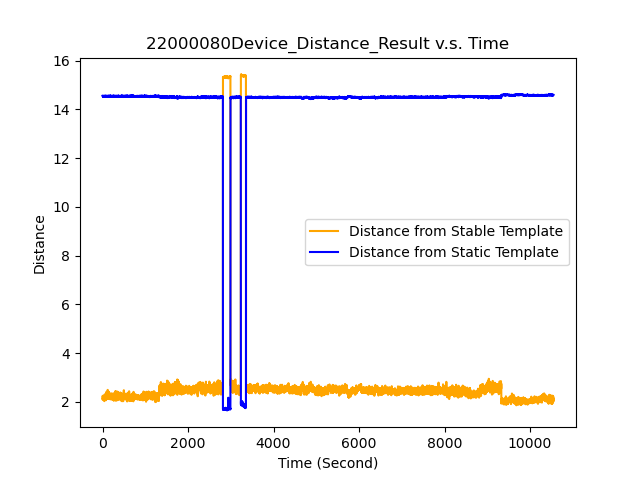 22000080Device_Distance_Result v.s. Time
16
14
12
10
8
6
4
2
Distance
Distance from Stable Template
Distance from Static Template
0
2000
4000
6000
8000
10000
Time (Second)